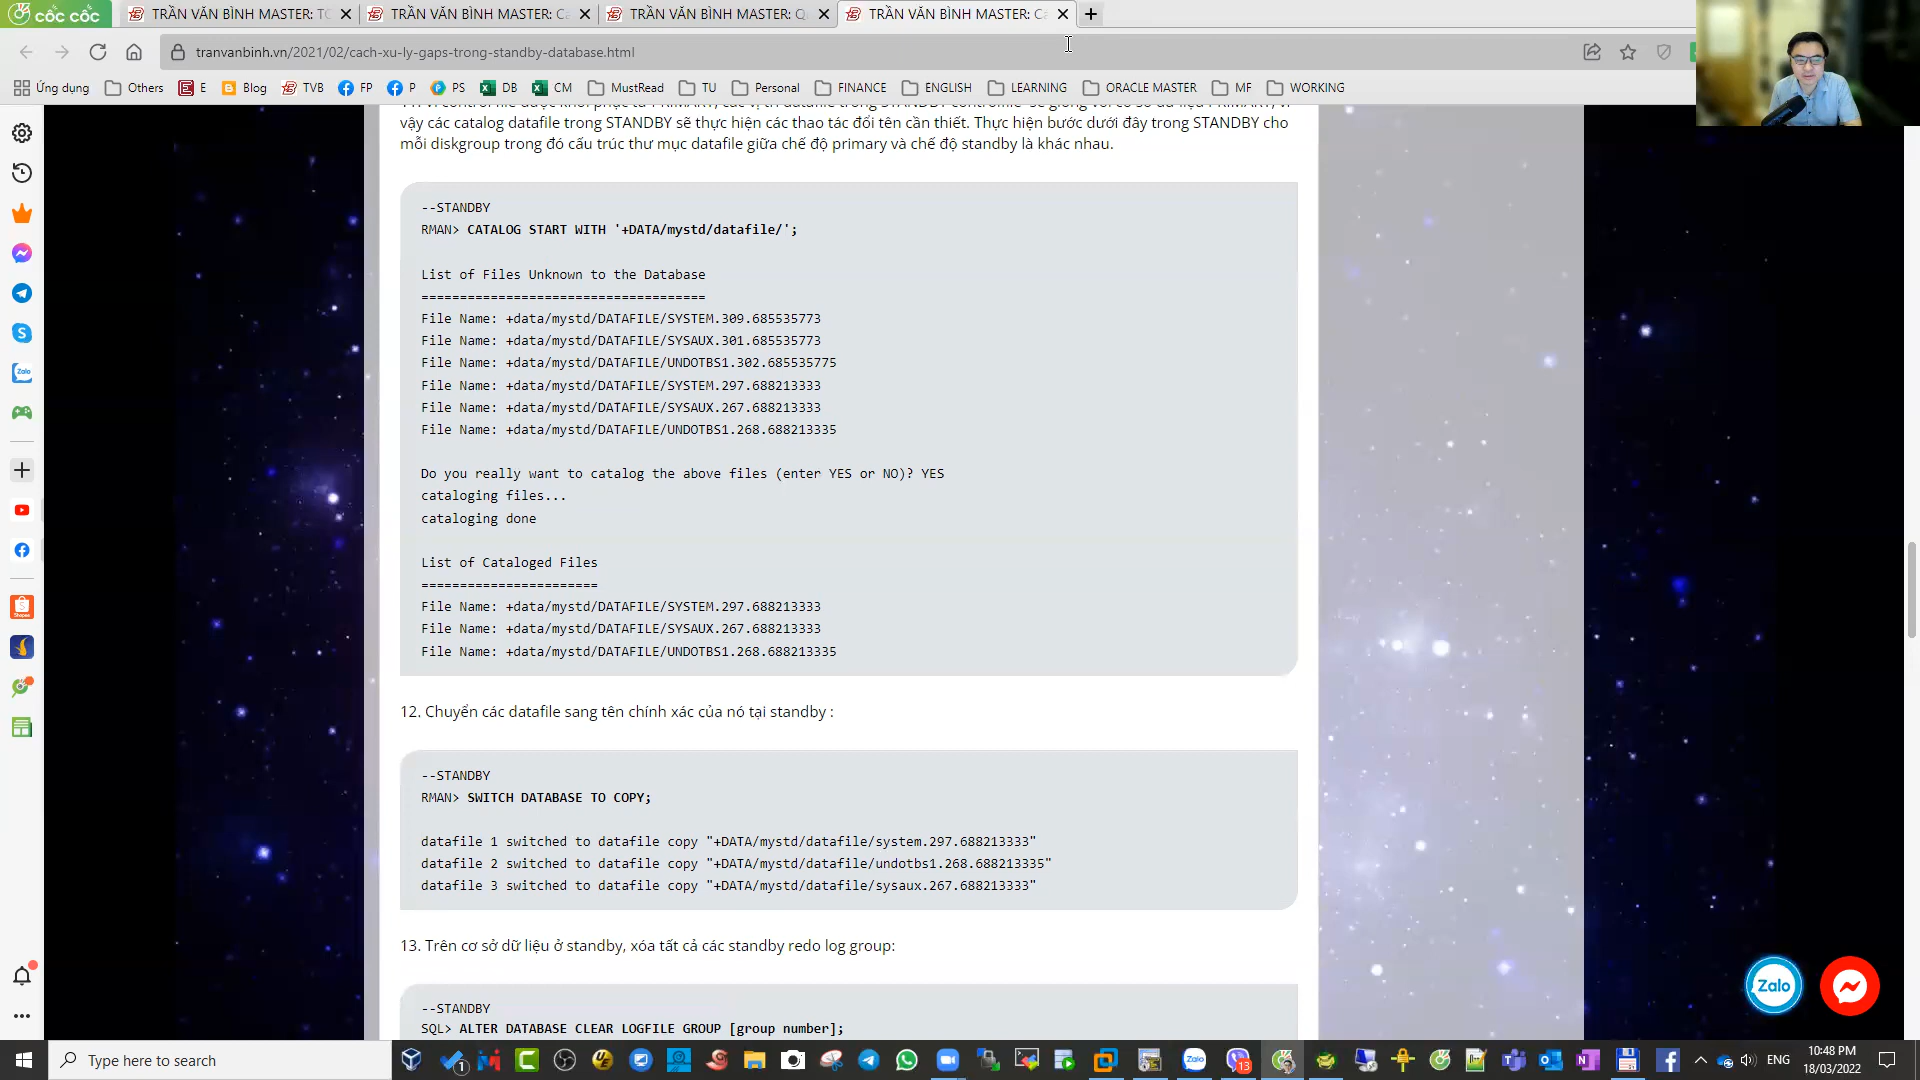 cốc cốc
TRẦN VĂN BÌNH MASTER: TC
TRẦN VĂN BÌNH MASTER: Cá
TRẦN VĂN BÌNH MASTER: Qu
TRẦN VĂN BÌNH MASTER: Cá
tranvanbinh.vn/2021/02/cach-xu-ly-gaps-trong-standby-database.html
Ứng dụng
Others
E
Blog
TVB
FP
P
PS
DB
CM
MustRead
TU
Personal
FINANCE
ENGLISH
LEARNING
ORACLE MASTER
MF
WORKING
vậy các catalog datafile trong STANDBY sẽ thực hiện các thao tác đổi tên cần thiết. Thực hiện bước dưới đây trong STANDBY cho
mỗi diskgroup trong đó cấu trúc thư mục datafile giữa chế độ primary và chế độ standby là khác nhau.
--STANDBY
RMAN> CATALOG START WITH '+DATA/mystd/datafile/';
List of Files Unknown to the Database
=====================================
File Name: +data/mystd/DATAFILE/SYSTEM.309.685535773
File Name: +data/mystd/DATAFILE/SYSAUX.301.685535773
File Name: +data/mystd/DATAFILE/UNDOTBS1.302.685535775
File Name: +data/mystd/DATAFILE/SYSTEM.297.688213333
File Name: +data/mystd/DATAFILE/SYSAUX.267.688213333
File Name: +data/mystd/DATAFILE/UNDOTBS1.268.688213335
Do you really want to catalog the above files (enter YES or NO)? YES
cataloging files...
cataloging done
List of Cataloged Files
=======================
File Name: +data/mystd/DATAFILE/SYSTEM.297.688213333
File Name: +data/mystd/DATAFILE/SYSAUX.267.688213333
File Name: +data/mystd/DATAFILE/UNDOTBS1.268.688213335
12. Chuyển các datafile sang tên chính xác của nó tại standby :
--STANDBY
RMAN> SWITCH DATABASE TO COPY;
datafile 1 switched to datafile copy "+DATA/mystd/datafile/system.297.688213333"
datafile 2 switched to datafile copy "+DATA/mystd/datafile/undotbs1.268.688213335"
datafile 3 switched to datafile copy "+DATA/mystd/datafile/sysaux.267.688213333"
13. Trên cơ sở dữ liệu ở standby, xóa tất cả các standby redo log group:
--STANDBY
SQL> ALTER DATABASE CLEAR LOGFILE GROUP [group number];
Zalo
Type here to search
ENG
10:48 PM
18/03/2022